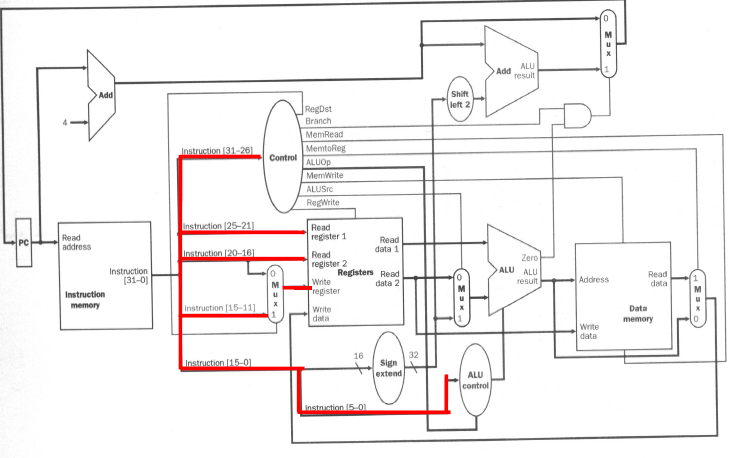 0
M
u
x
1
Add
ALU
result
Shift
left 2
Add
4
RegDst
Branch
MemRead
MemtoReg
ALUOp
MemWrite
ALUSrc
RegWrite
Control
Instruction [31–26]
Instruction [25–21]
Instruction [20–16]
Instruction [15–11]
Instruction [15–0]
Instruction [5–0]
PC
Read
address
Instruction
[31–0]
Instruction
memory
0
M
u
x
1
Read
register 1
Read
register 2
Write
register
Write
data
Registers
Read
data 1
Read
data 2
0
M
u
x
1
Zero
ALU
ALU
result
Address
Read
data
Data
memory
Write
data
1
M
u
x
0
16
Sign
extend
32
ALU
control